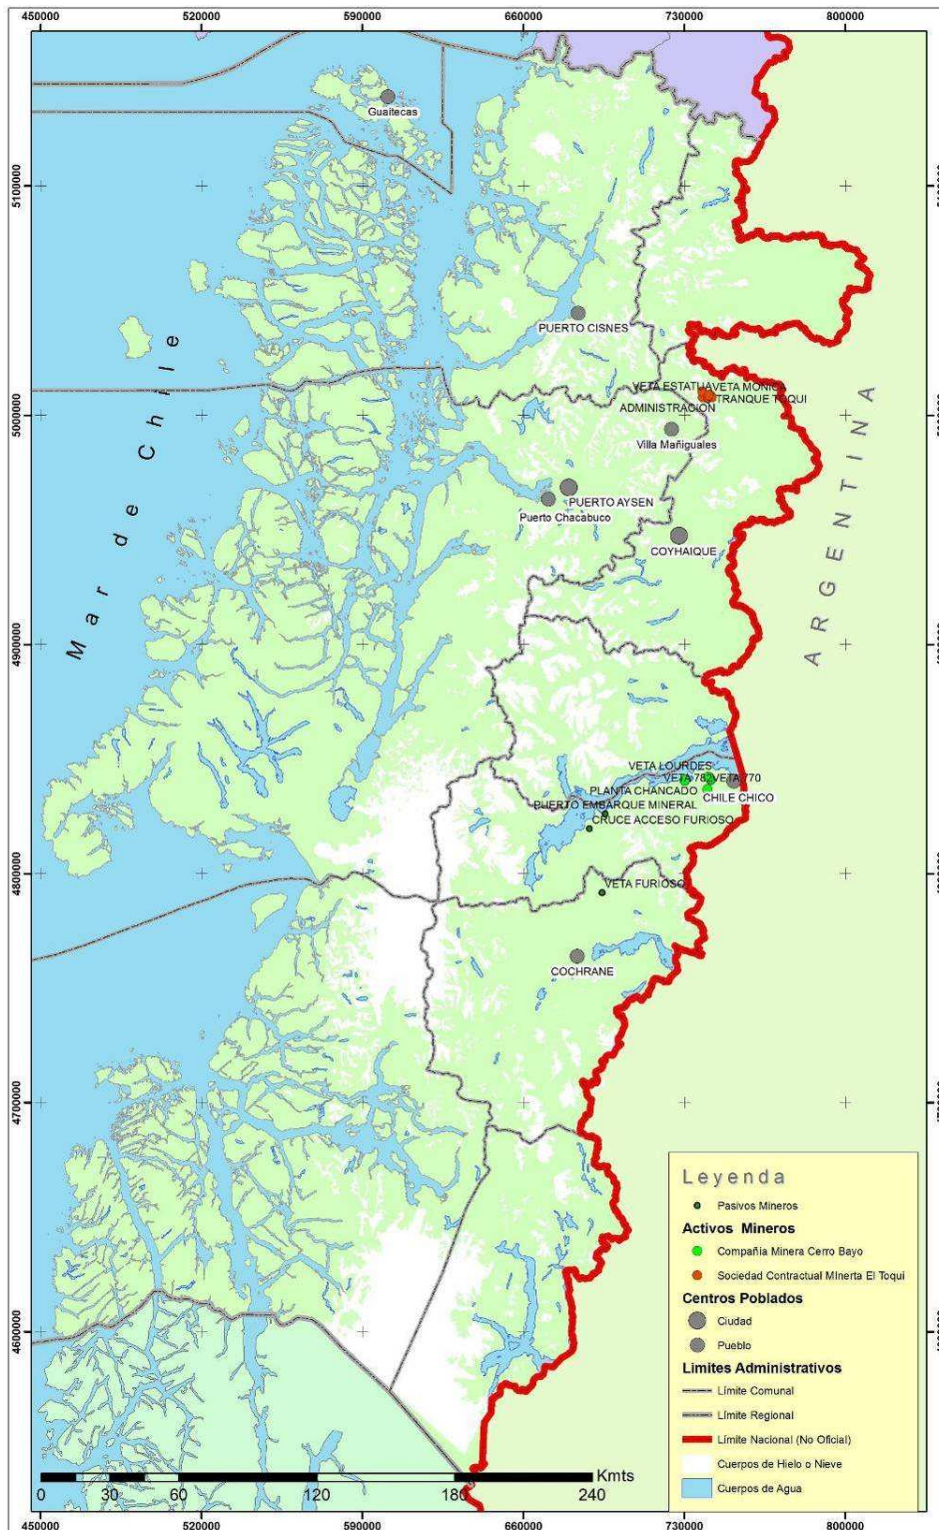 450000 520000 590000 660000 730000 800000
Guaitecas
5100000
PUERTO CISNES
Mar de Chile
VETA ESTATUA VETA MONICA
TRANQUE TOQUI
ADMINISTRACION
5000000
Villa Mañiguales
ARGENTINA
PUERTO AYSEN
Puerto Chacabuco
COYHAIQUE
4900000
VETA LOURDES
VETA 782 VETA 770
PLANTA CHANCADO
CHILE CHICO
PUERTO EMBARQUE MINERAL
CRUCE ACCESO FURIOSO
4800000
VETA FURIOSO
COCHRANE
4700000
4600000
Leyenda
Pasivos Mineros
Activos Mineros
Compañia Minera Cerro Bayo
Sociedad Contractual MInerta El Toqui
Centros Poblados
Ciudad
Pueblo
Limites Administrativos
Límite Comunal
Límite Regional
Límite Nacional (No Oficial)
Cuerpos de Hielo o Nieve
Cuerpos de Agua
Kmts
0 30 60 120 180 240
450000 520000 590000 660000 730000 800000